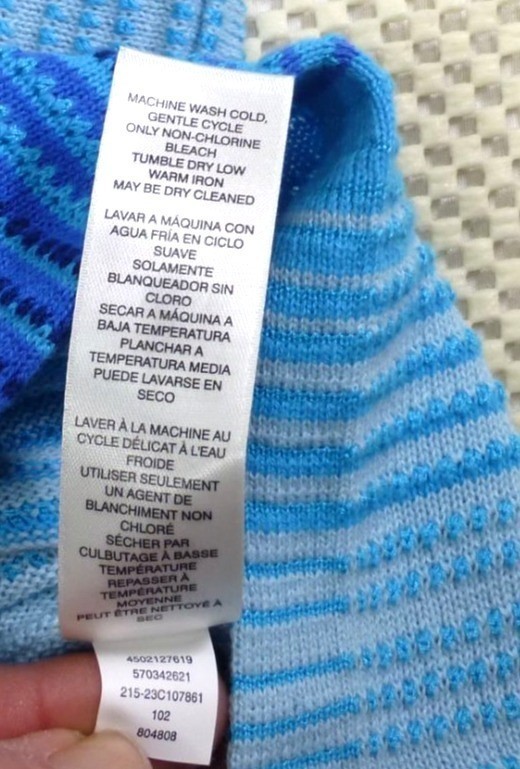 MACHINE WASH COLD,
GENTLE CYCLE
ONLY NON-CHLORINE
BLEACH
TUMBLE DRY LOW
WARM IRON
MAY BE DRY CLEANED
LAVAR A MÁQUINA CON
AGUA FRÍA EN CICLO
SUAVE
SOLAMENTE
BLANQUEADOR SIN
CLORO
SECAR A MÁQUINA A
BAJA TEMPERATURA
PLANCHAR A
TEMPERATURA MEDIA
PUEDE LAVARSE EN
SECO
LAVER À LA MACHINE AU
CYCLE DÉLICAT À L'EAU
FROIDE
UTILISER SEULEMENT
UN AGENT DE
BLANCHIMENT NON
CHLORÉ
SÉCHER PAR
CULBUTAGE À BASSE
TEMPÉRATURE
REPASSER À
TEMPÉRATURE
MOYENNE
PEUT ÊTRE NETTOYÉ À
SEC
4502127619
570342621
215-23C107861
102
804808